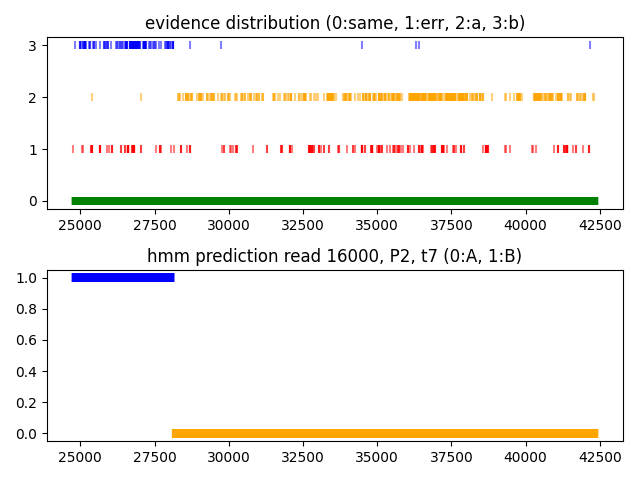 evidence distribution (0:same, 1:err, 2:a, 3:b)
3
2
1
0
25000 27500 30000 32500 35000 37500 40000 42500
hmm prediction read 16000, P2, t7 (0:A, 1:B)
1.0
0.8
0.6
0.4
0.2
0.0
25000 27500 30000 32500 35000 37500 40000 42500